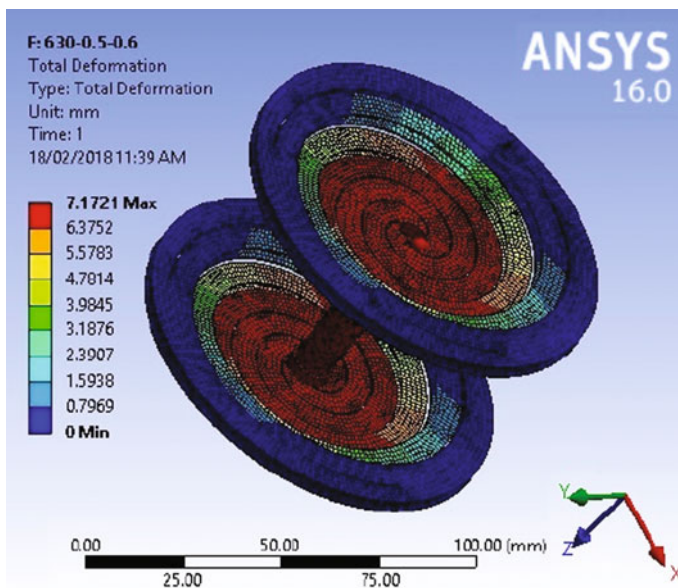 F: 630-0.5-0.6
Total Deformation
Type: Total Deformation
Unit: mm
Time: 1
18/02/2018 11:39 AM
ANSYS
16.0
7.1721 Max
6.3752
5.5783
4.7814
3.9845
3.1876
2.3907
1.5938
0.7969
0 Min
0.00
50.00
100.00 (mm)
25.00
75.00
Y
Z
X